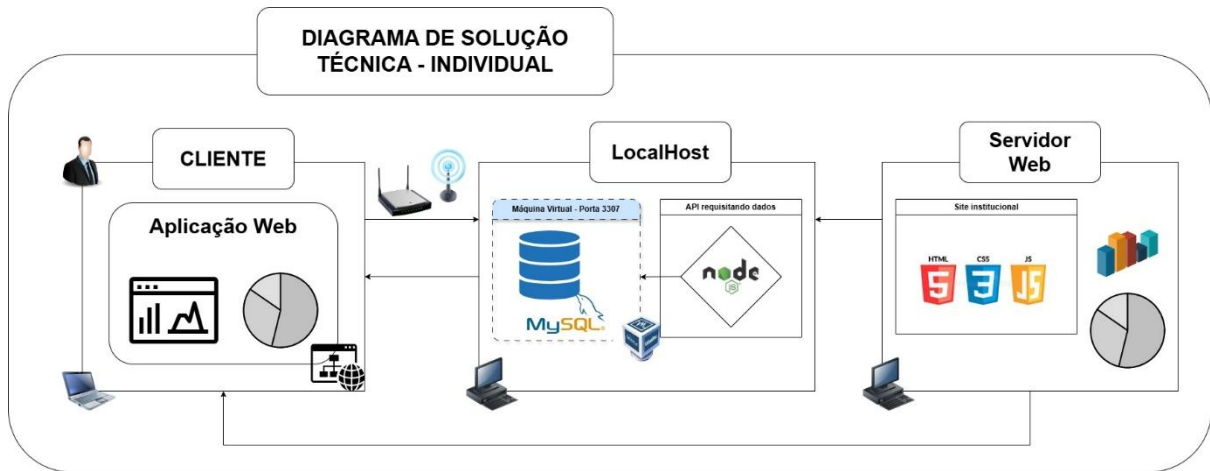 DIAGRAMA DE SOLUÇÃO
TÉCNICA - INDIVIDUAL
CLIENTE
Aplicação Web
LocalHost
Máquina Virtual - Porta 3307
MySQL
API requisitando dados
node
JS
Servidor
Web
Site institucional
HTML
CSS
JS
5
3
JS